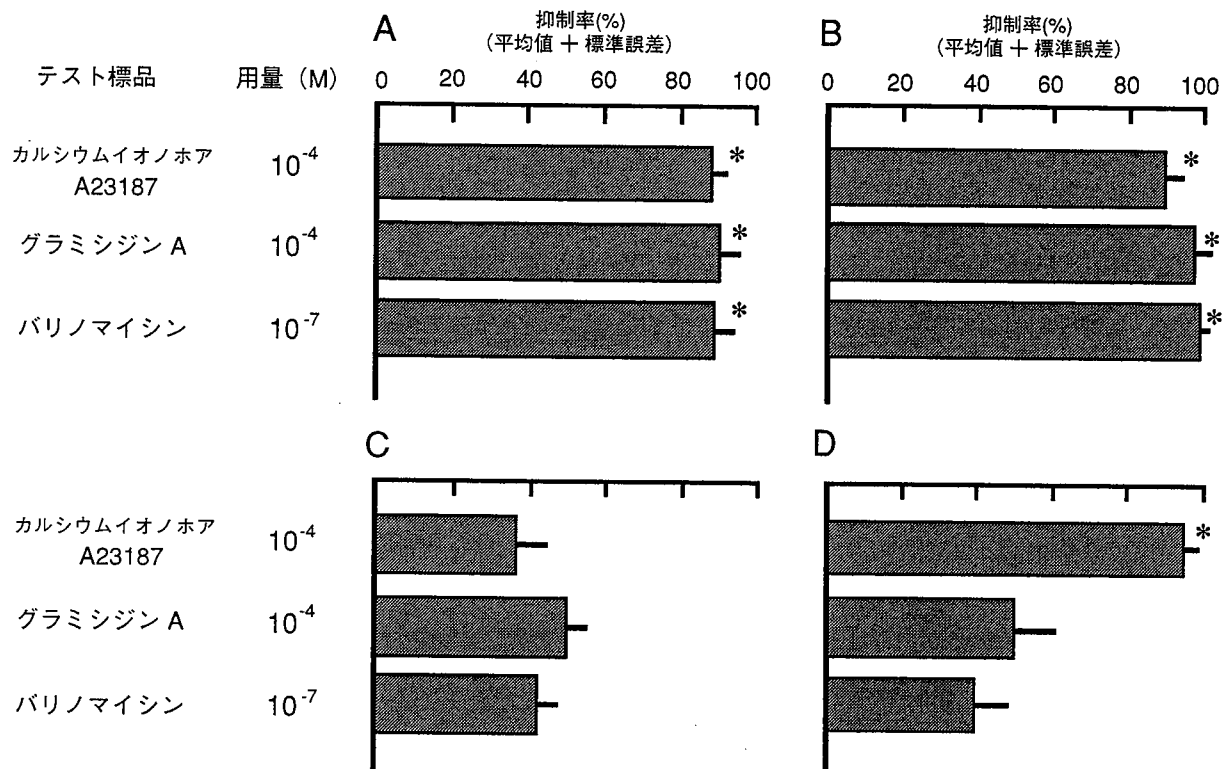 A
抑制率(%)
(平均値 + 標準誤差)
B
抑制率(%)
(平均値 + 標準誤差)
テスト標品 用量 (M)
0 20 40 60 80 100
0 20 40 60 80 100
カルシウムイオノホア
A23187
10⁻⁴
*
*
グラミシジン A
10⁻⁴
*
*
バリノマイシン
10⁻⁷
*
*
C
D
カルシウムイオノホア
A23187
10⁻⁴
*
グラミシジン A
10⁻⁴
バリノマイシン
10⁻⁷